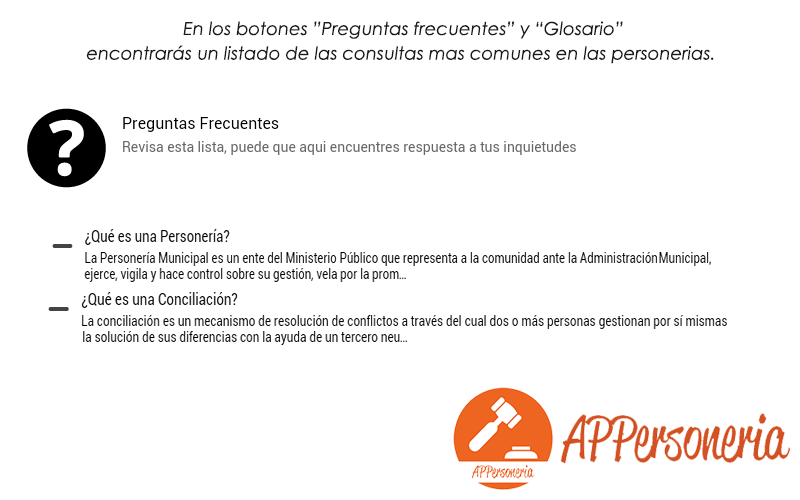 En los botones ”Preguntas frecuentes” y “Glosario”
encontrarás un listado de las consultas mas comunes en las personerias.
Preguntas Frecuentes
Revisa esta lista, puede que aqui encuentres respuesta a tus inquietudes
¿Qué es una Personería?
La Personería Municipal es un ente del Ministerio Público que representa a la comunidad ante la Administración Municipal,
ejerce, vigila y hace control sobre su gestión, vela por la prom...
¿Qué es una Conciliación?
La conciliación es un mecanismo de resolución de conflictos a través del cual dos o más personas gestionan por sí mismas
la solución de sus diferencias con la ayuda de un tercero neu...
APPersoneria
APPersoneria